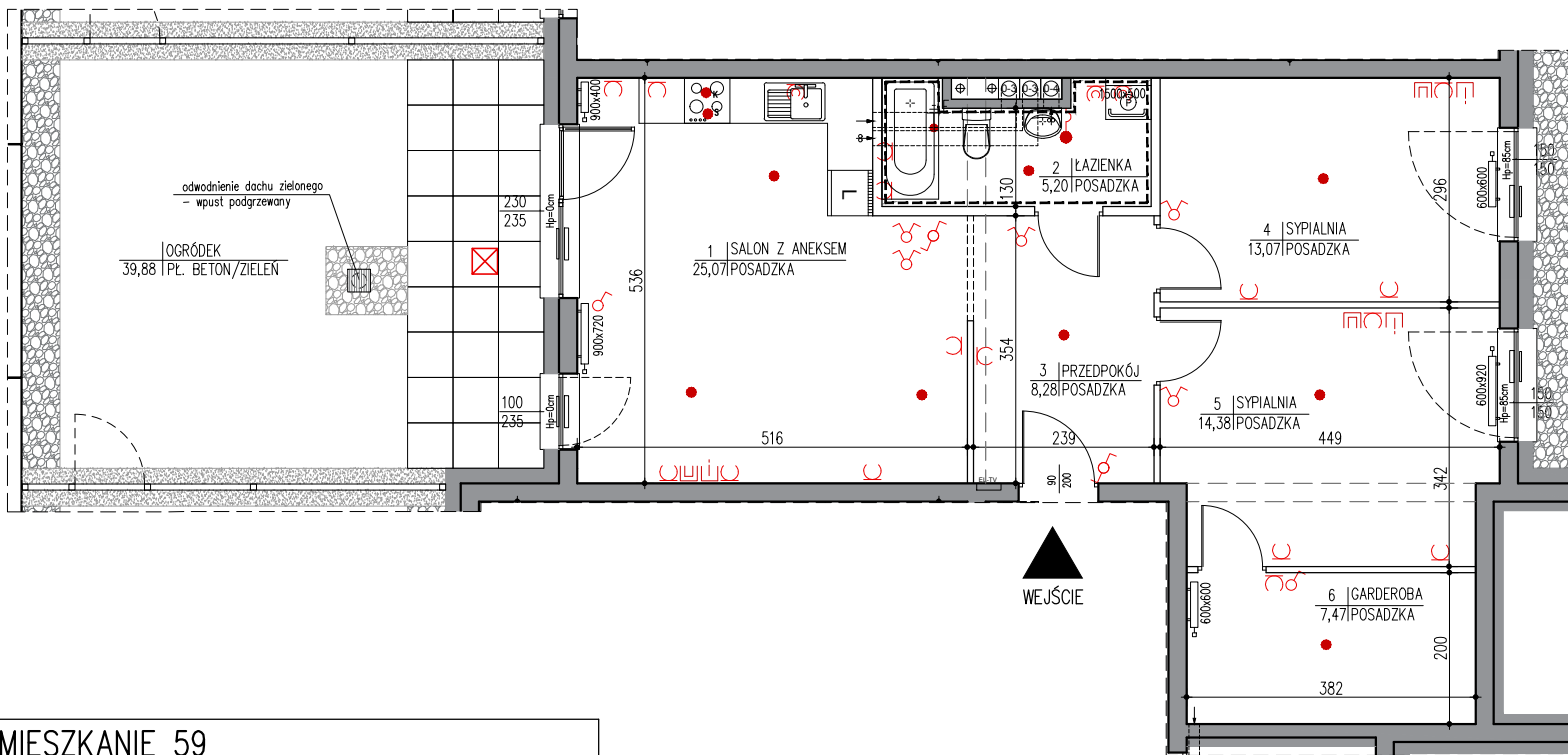 odwodnienie dachu zielonego
– wpust podgrzewany
OGRÓDEK
39,88 PŁ. BETON/ZIELEŃ
230
235
Hp=0cm
100
235
Hp=0cm
900x400
900x720
K
S
L
1 SALON Z ANEKSEM
25,07 POSADZKA
536
516
2 ŁAZIENKA
5,20 POSADZKA
130
354
3 PRZEDPOKÓJ
8,28 POSADZKA
239
90
200
EL-TV
WEJŚCIE
4 SYPIALNIA
13,07 POSADZKA
296
600x600
Hp=85cm
150
150
5 SYPIALNIA
14,38 POSADZKA
449
342
600x920
Hp=85cm
150
150
6 GARDEROBA
7,47 POSADZKA
600x600
200
382
MIESZKANIE 59